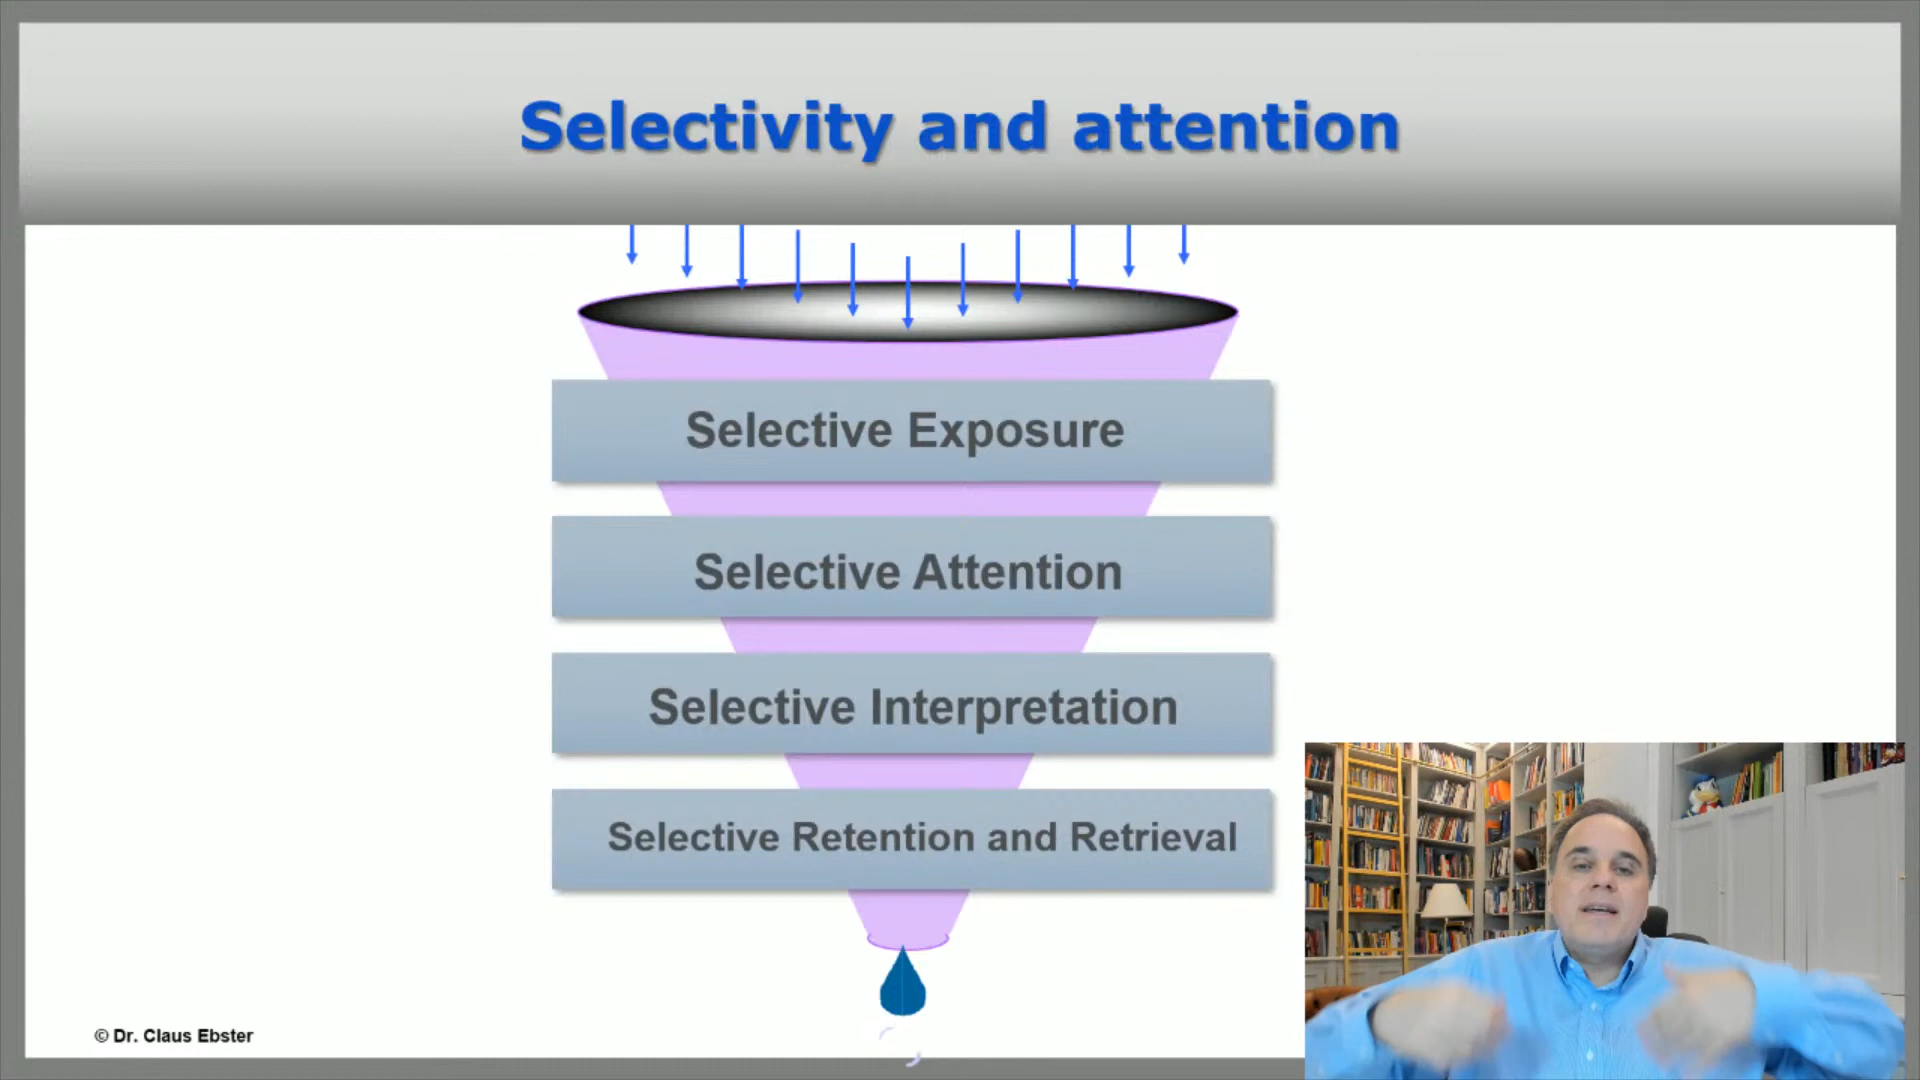 Selectivity and attention
Selective Exposure
Selective Attention
Selective Interpretation
Selective Retention and Retrieval
© Dr. Claus Ebster